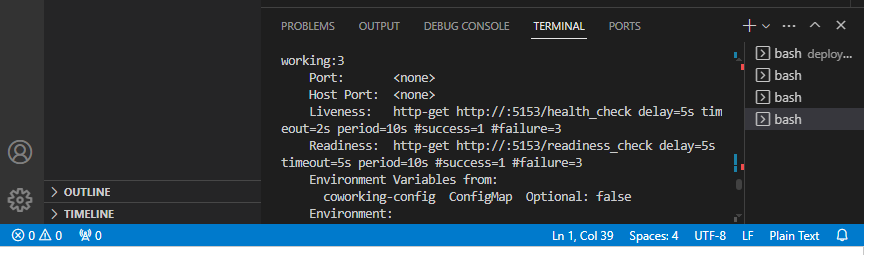 PROBLEMS OUTPUT DEBUG CONSOLE TERMINAL PORTS
working:3
Port: <none>
Host Port: <none>
Liveness: http-get http://:5153/health_check delay=5s tim
eout=2s period=10s #success=1 #failure=3
Readiness: http-get http://:5153/readiness_check delay=5s
timeout=5s period=10s #success=1 #failure=3
Environment Variables from:
coworking-config ConfigMap Optional: false
Environment:
bash deploy...
bash
bash
bash
OUTLINE
TIMELINE
0 0 0 Ln 1, Col 39 Spaces: 4 UTF-8 LF Plain Text